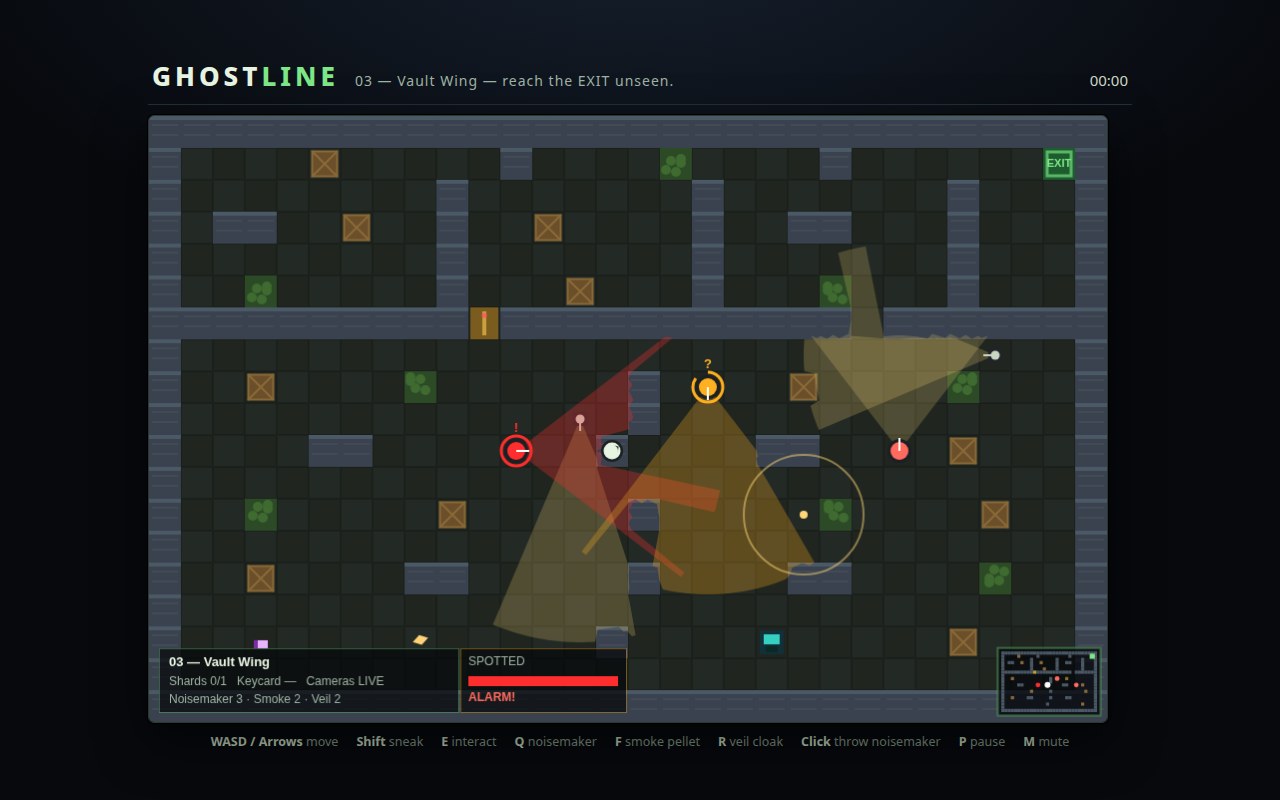 GHOSTLINE 03 — Vault Wing — reach the EXIT unseen. 00:00
EXIT
?
!
03 — Vault Wing
Shards 0/1 Keycard — Cameras LIVE
Noisemaker 3 · Smoke 2 · Veil 2
SPOTTED
ALARM!
WASD / Arrows move Shift sneak E interact Q noisemaker F smoke pellet R veil cloak Click throw noisemaker P pause M mute